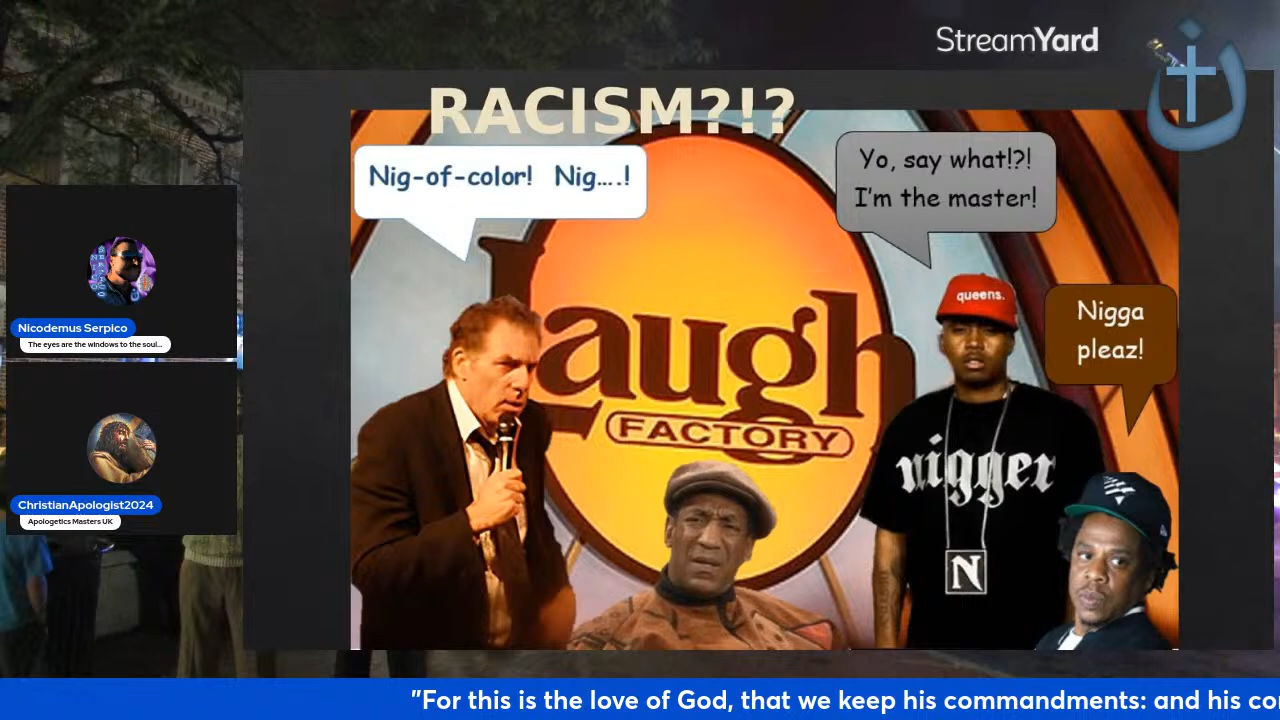 StreamYard
RACISM?!?
Nig-of-color!   Nig....!
Yo, say what!?!
I'm the master!
queens.
Nigga
pleaz!
Laugh
FACTORY
nigger
N
Nicodemus Serpico
The eyes are the windows to the soul...
ChristianApologist2024
Apologetics Masters UK
"For this is the love of God, that we keep his commandments: and his co